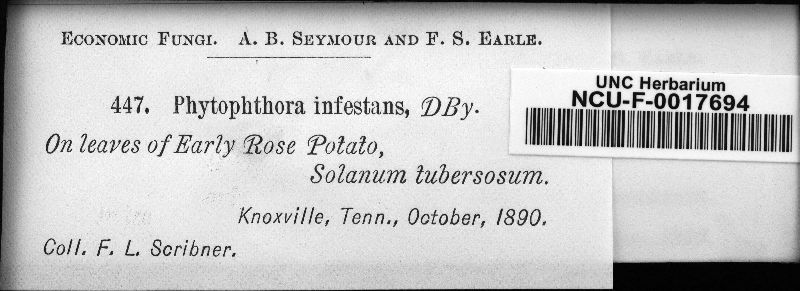 Economic Fungi. A. B. Seymour and F. S. Earle.
447. Phytophthora infestans, DBy.
On leaves of Early Rose Potato,
Solanum tubersosum.
Knoxville, Tenn., October, 1890.
Coll. F. L. Scribner.
UNC Herbarium
NCU-F-0017694